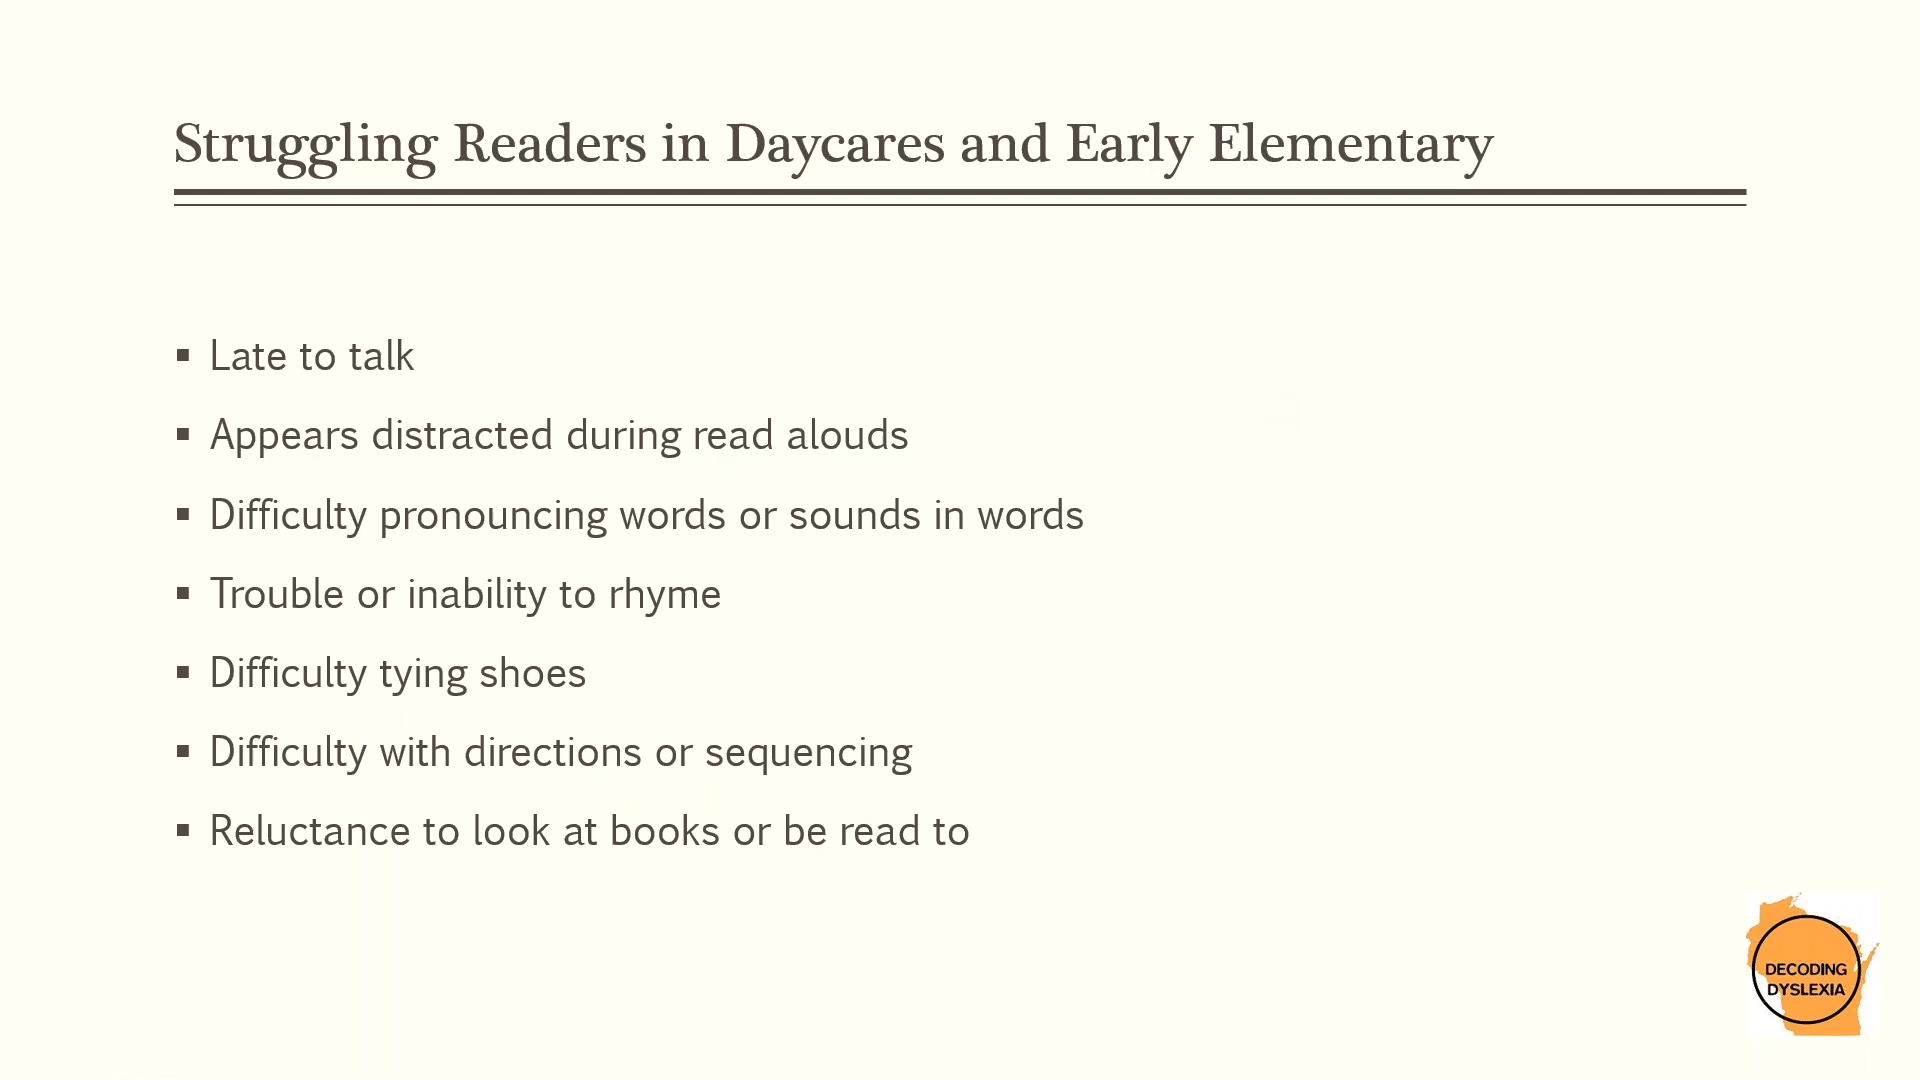 Struggling Readers in Daycares and Early Elementary
▪ Late to talk
▪ Appears distracted during read alouds
▪ Difficulty pronouncing words or sounds in words
▪ Trouble or inability to rhyme
▪ Difficulty tying shoes
▪ Difficulty with directions or sequencing
▪ Reluctance to look at books or be read to
DECODING
DYSLEXIA